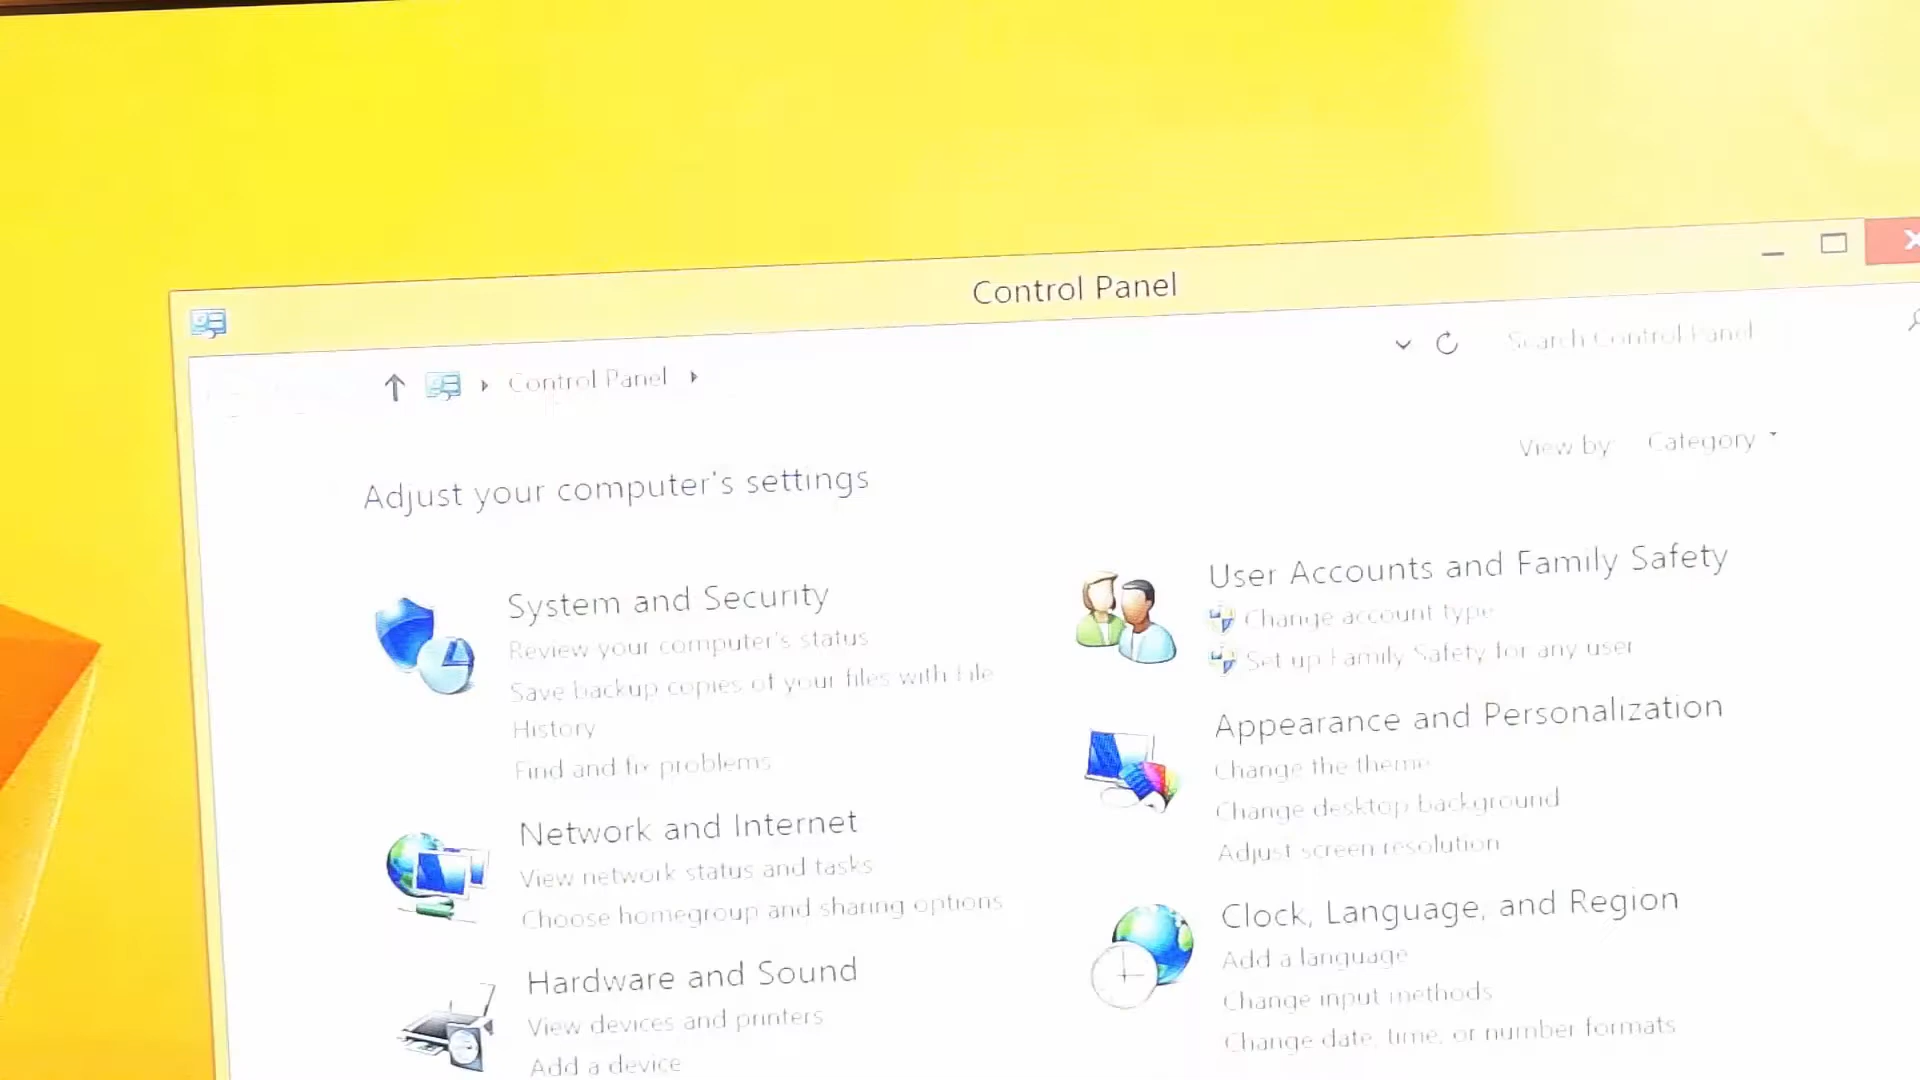 Control Panel
Control Panel
Search Control Panel
View by Category
Adjust your computer's settings
System and Security
Review your computer's status
Save backup copies of your files with File
History
Find and fix problems
Network and Internet
View network status and tasks
Choose homegroup and sharing options
Hardware and Sound
View devices and printers
Add a device
User Accounts and Family Safety
Change account type
Set up Family Safety for any user
Appearance and Personalization
Change the theme
Change desktop background
Adjust screen resolution
Clock, Language, and Region
Add a language
Change input methods
Change date, time, or number formats